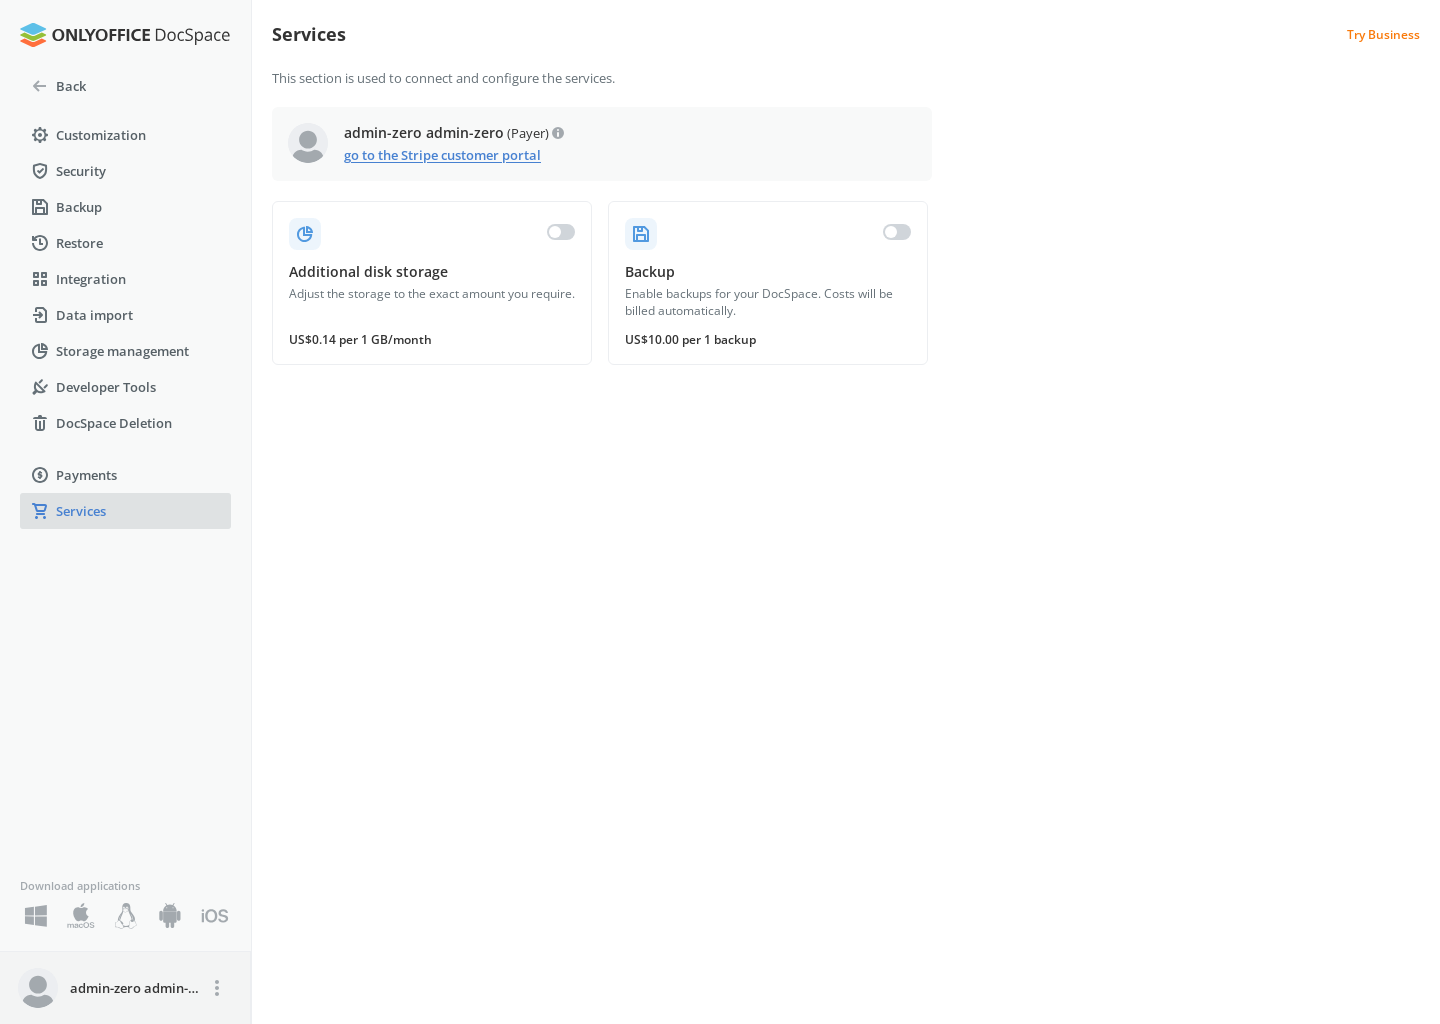 ONLYOFFICE DocSpace
Back
Customization
Security
Backup
Restore
Integration
Data import
Storage management
Developer Tools
DocSpace Deletion
Payments
Services
Download applications
macOS
iOS
admin-zero admin-...
Services
Try Business
This section is used to connect and configure the services.
admin-zero admin-zero (Payer)
go to the Stripe customer portal
Additional disk storage
Adjust the storage to the exact amount you require.
US$0.14 per 1 GB/month
Backup
Enable backups for your DocSpace. Costs will be
billed automatically.
US$10.00 per 1 backup